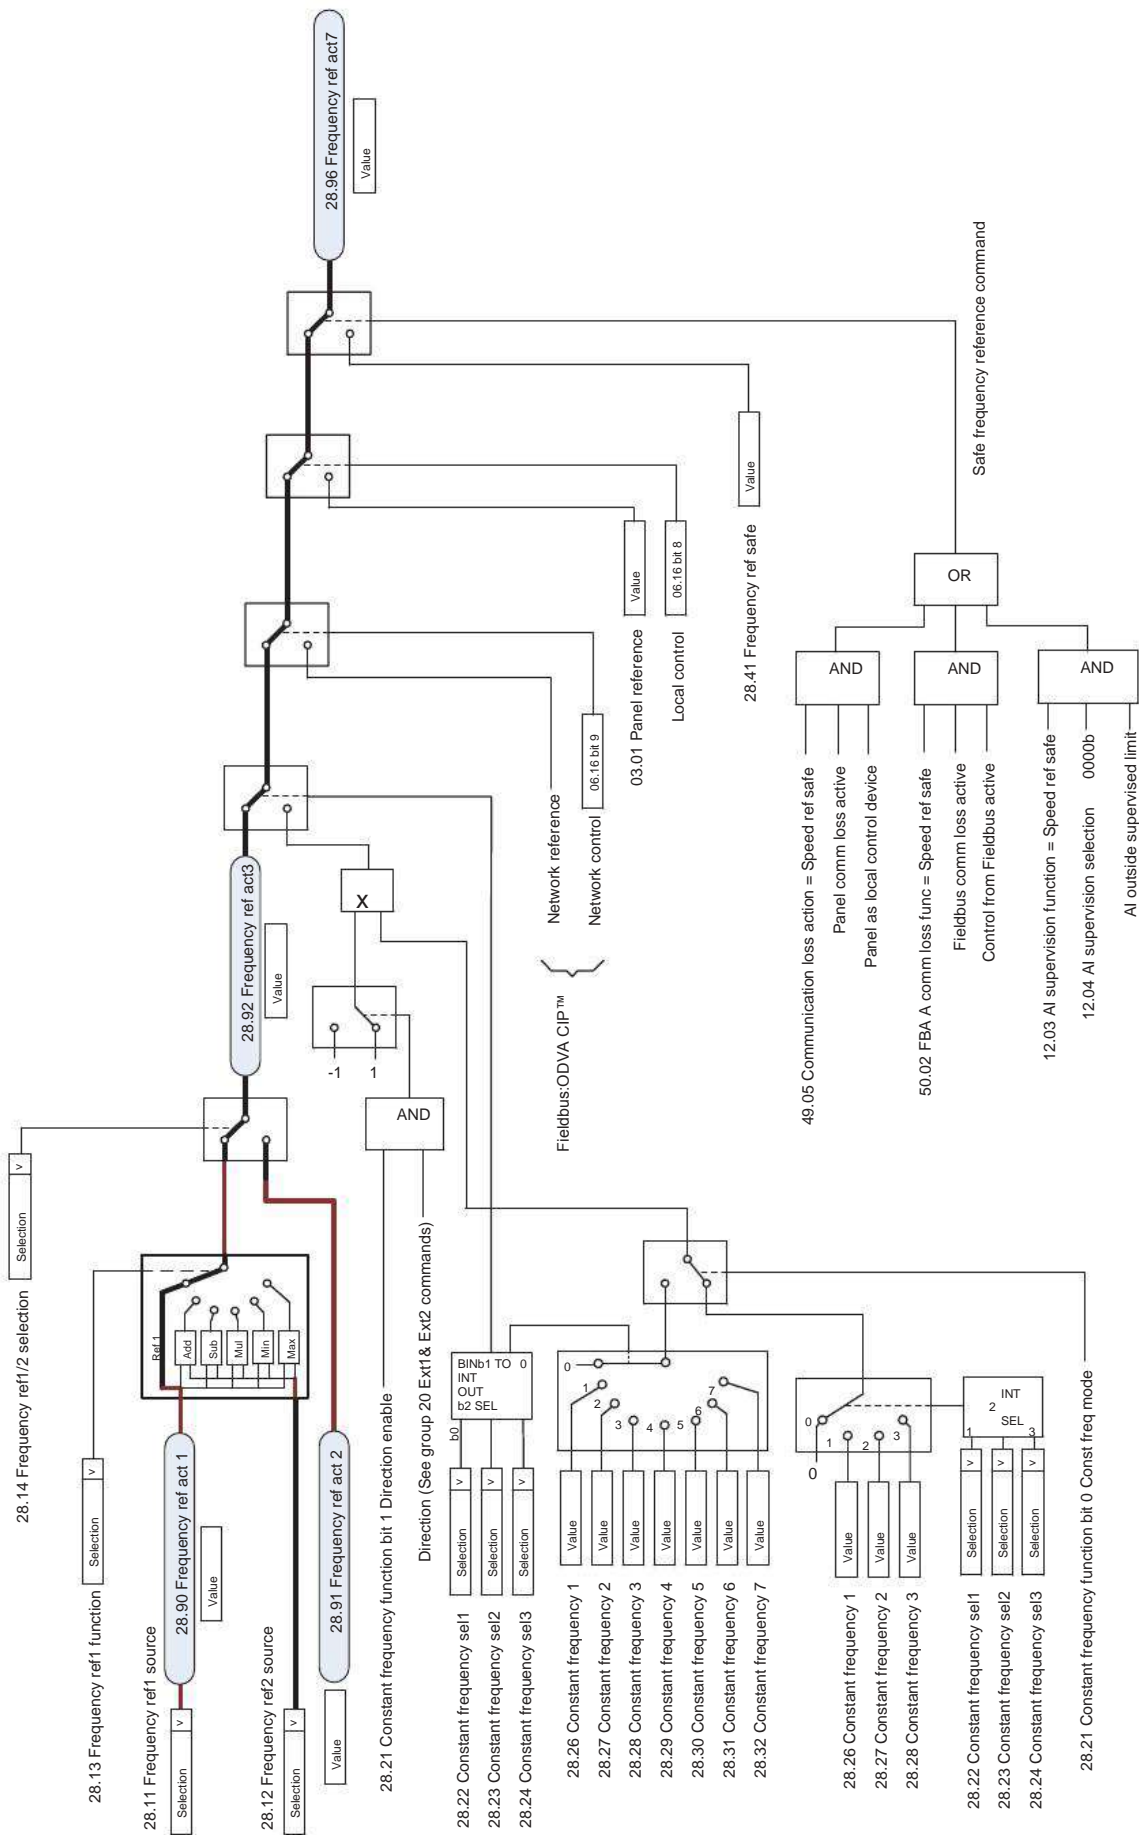 28.14 Frequency ref1/2 selection
Selection
v
28.13 Frequency ref1 function
Selection
v
28.11 Frequency ref1 source
Selection
v
28.90 Frequency ref act 1
Value
28.12 Frequency ref2 source
Selection
v
28.91 Frequency ref act 2
Value
Ref 1
Add
Sub
Mul
Min
Max
28.92 Frequency ref act3
Value
28.96 Frequency ref act7
Value
28.21 Constant frequency function bit 1 Direction enable
Direction (See group 20 Ext1& Ext2 commands)
AND
-1
1
X
28.22 Constant frequency sel1
Selection
v
28.23 Constant frequency sel2
Selection
v
28.24 Constant frequency sel3
Selection
v
b0
BINb1 TO 0
INT
OUT
b2 SEL
28.26 Constant frequency 1
Value
28.27 Constant frequency 2
Value
28.28 Constant frequency 3
Value
28.29 Constant frequency 4
Value
28.30 Constant frequency 5
Value
28.31 Constant frequency 6
Value
28.32 Constant frequency 7
Value
0
1
2
3
4
5
6
7
28.26 Constant frequency 1
Value
28.27 Constant frequency 2
Value
28.28 Constant frequency 3
Value
0
0
1
2
3
28.22 Constant frequency sel1
Selection
v
28.23 Constant frequency sel2
Selection
v
28.24 Constant frequency sel3
Selection
v
1
INT
2
SEL
3
28.21 Constant frequency function bit 0 Const freq mode
Fieldbus:ODVA CIP™
Network reference
Network control
06.16 bit 9
03.01 Panel reference
Value
Local control
06.16 bit 8
28.41 Frequency ref safe
Value
49.05 Communication loss action = Speed ref safe
Panel comm loss active
Panel as local control device
AND
50.02 FBA A comm loss func = Speed ref safe
Fieldbus comm loss active
Control from Fieldbus active
AND
12.03 AI supervision function = Speed ref safe
12.04 AI supervision selection 0000b
AI outside supervised limit
AND
OR
Safe frequency reference command